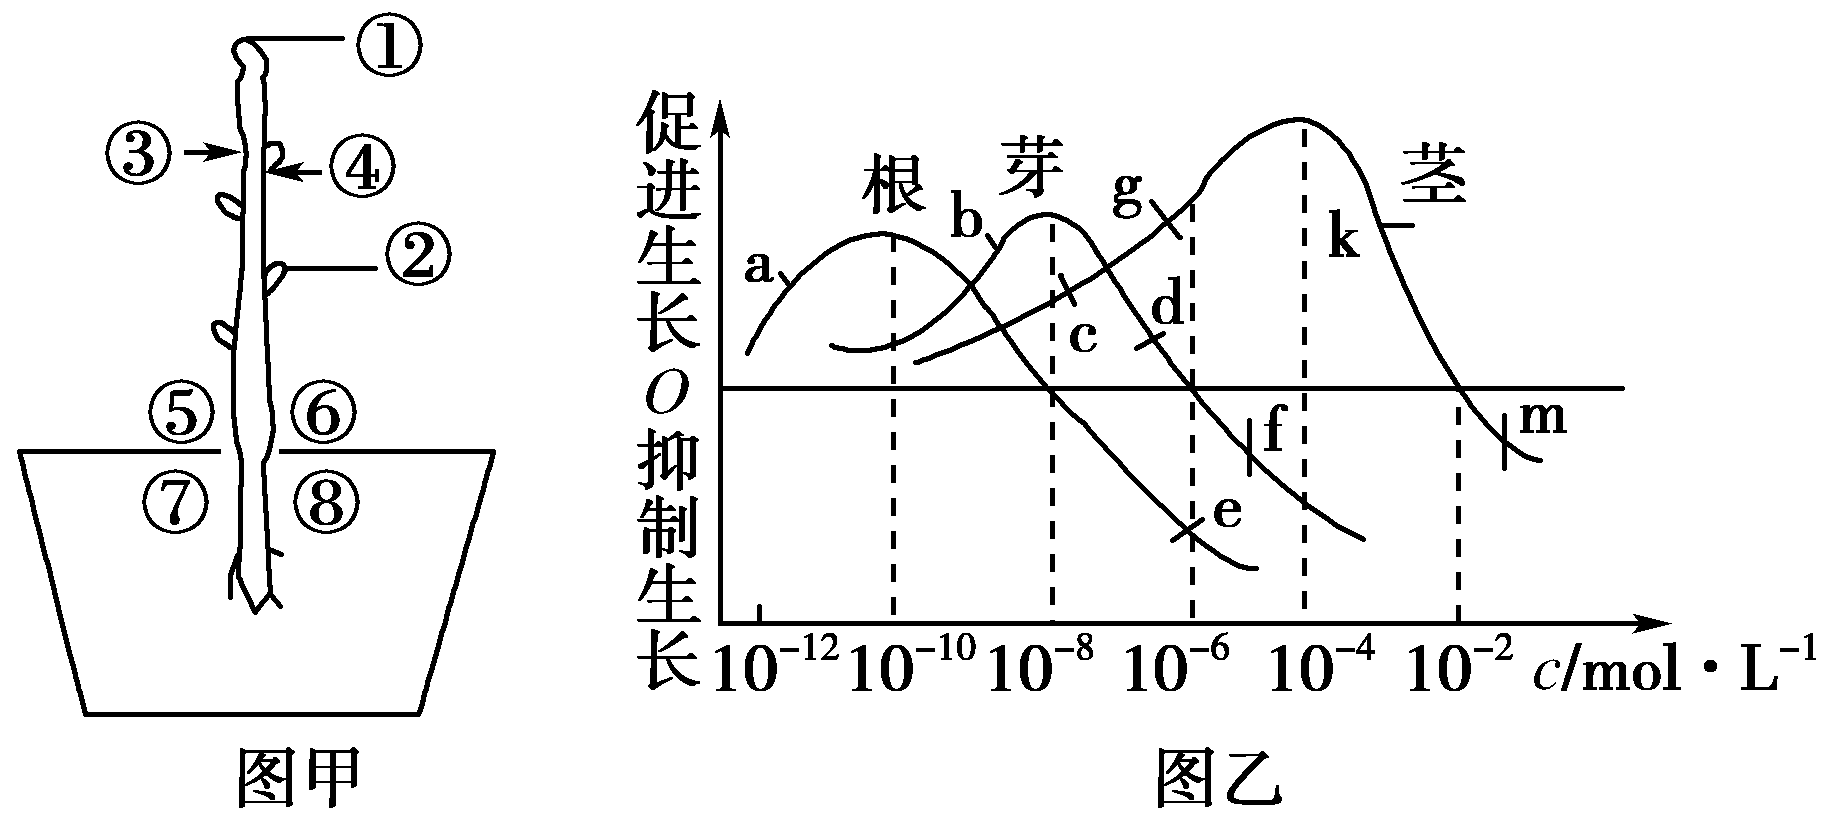 ①
③
④
②
⑤ ⑥
⑦ ⑧
图甲
促进生长
O
抑制生长
根
芽
茎
a
b
g
k
c
d
e
f
m
10⁻¹² 10⁻¹⁰ 10⁻⁸ 10⁻⁶ 10⁻⁴ 10⁻² c/mol·L⁻¹
图乙